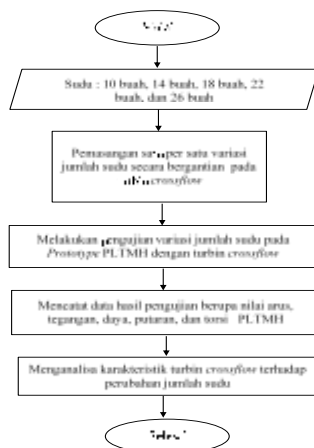 Sudu : 10 buah, 14 buah, 18 buah, 22
buah, dan 26 buah
Pemasangan per satu variasi
jumlah sudu secara bergantian pada
crossflow
Melakukan pengujian variasi jumlah sudu pada
Prototype PLTMH dengan turbin crossflow
Mencatat data hasil pengujian berupa nilai arus,
tegangan, daya, putaran, dan torsi PLTMH
Menganalisa karakteristik turbin crossflow terhadap
perubahan jumlah sudu